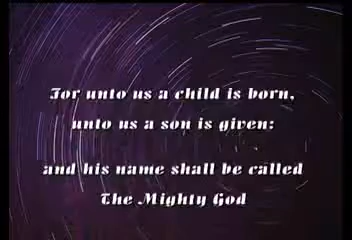 For unto us a child is born,
unto us a son is given:
and his name shall be called
The Mighty God